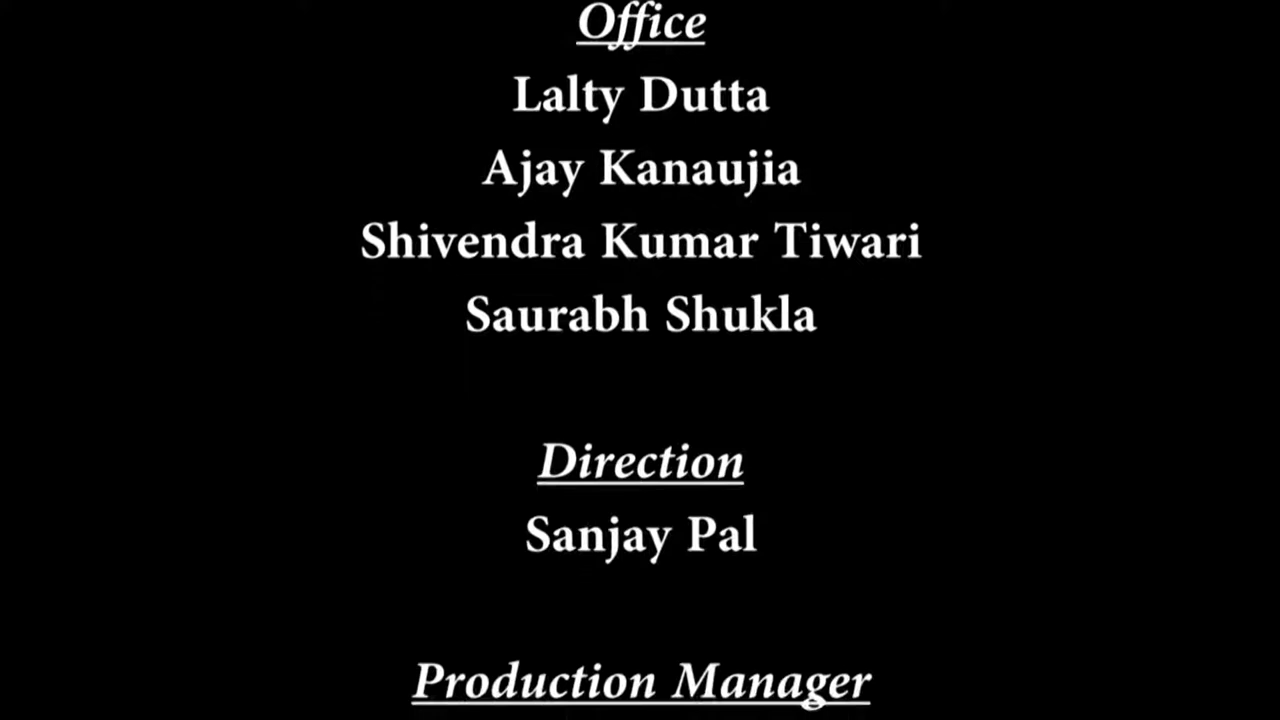 Office
Lalty Dutta
Ajay Kanaujia
Shivendra Kumar Tiwari
Saurabh Shukla
Direction
Sanjay Pal
Production Manager